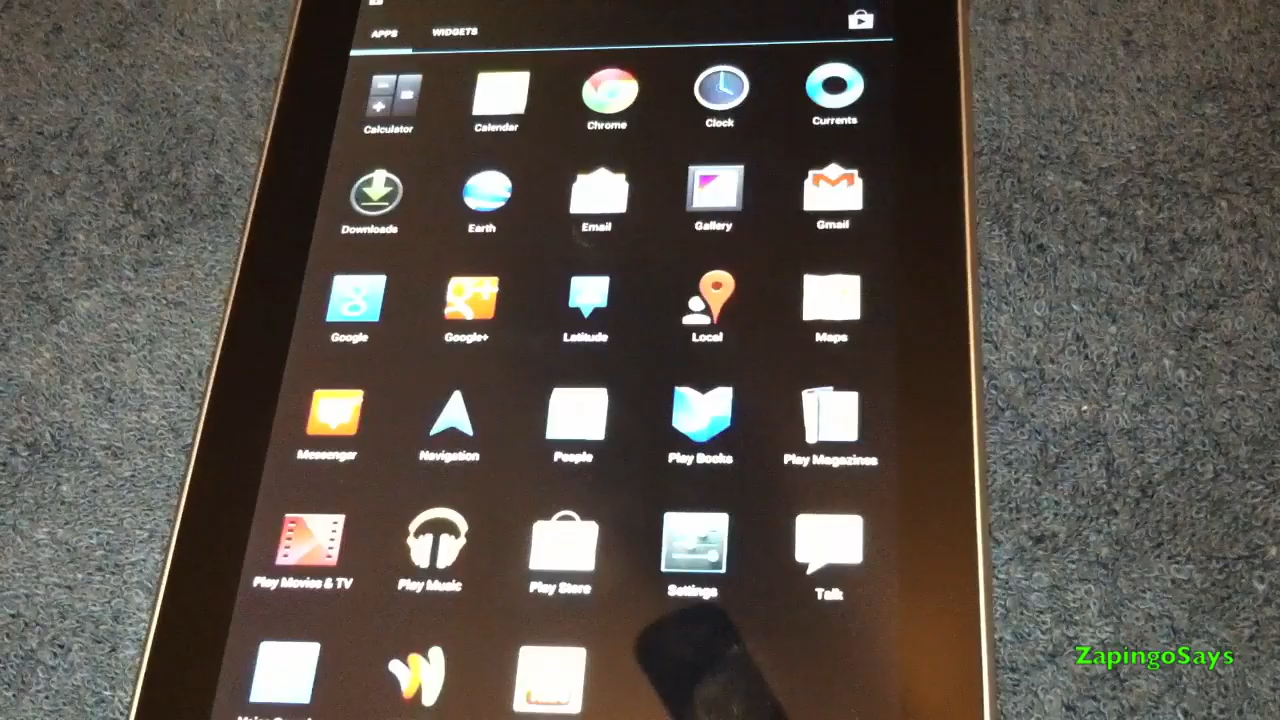 APPS WIDGETS
Calculator Calendar Chrome Clock Currents
Downloads Earth Email Gallery Gmail
Google Google+ Latitude Local Maps
Messenger Navigation People Play Books Play Magazines
Play Movies & TV Play Music Play Store Settings Talk
ZapingoSays